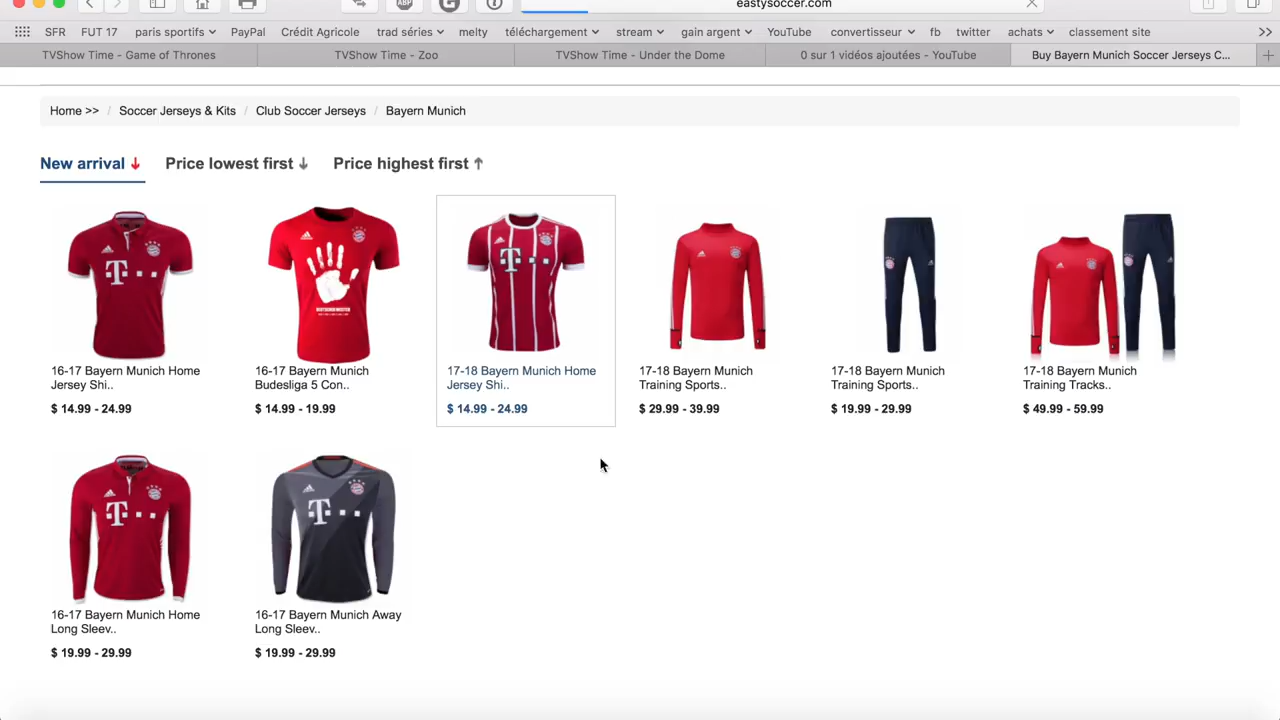 eastysoccer.com
ABP
SFR FUT 17 paris sportifs PayPal Crédit Agricole trad séries melty téléchargement stream gain argent YouTube convertisseur fb twitter achats classement site
TVShow Time - Game of Thrones TVShow Time - Zoo TVShow Time - Under the Dome 0 sur 1 vidéos ajoutées - YouTube Buy Bayern Munich Soccer Jerseys C...
Home >> / Soccer Jerseys & Kits / Club Soccer Jerseys / Bayern Munich
New arrival Price lowest first Price highest first
16-17 Bayern Munich Home
Jersey Shi..
$ 14.99 - 24.99
16-17 Bayern Munich
Budesliga 5 Con..
$ 14.99 - 19.99
17-18 Bayern Munich Home
Jersey Shi..
$ 14.99 - 24.99
17-18 Bayern Munich
Training Sports..
$ 29.99 - 39.99
17-18 Bayern Munich
Training Sports..
$ 19.99 - 29.99
17-18 Bayern Munich
Training Tracks..
$ 49.99 - 59.99
16-17 Bayern Munich Home
Long Sleev..
$ 19.99 - 29.99
16-17 Bayern Munich Away
Long Sleev..
$ 19.99 - 29.99